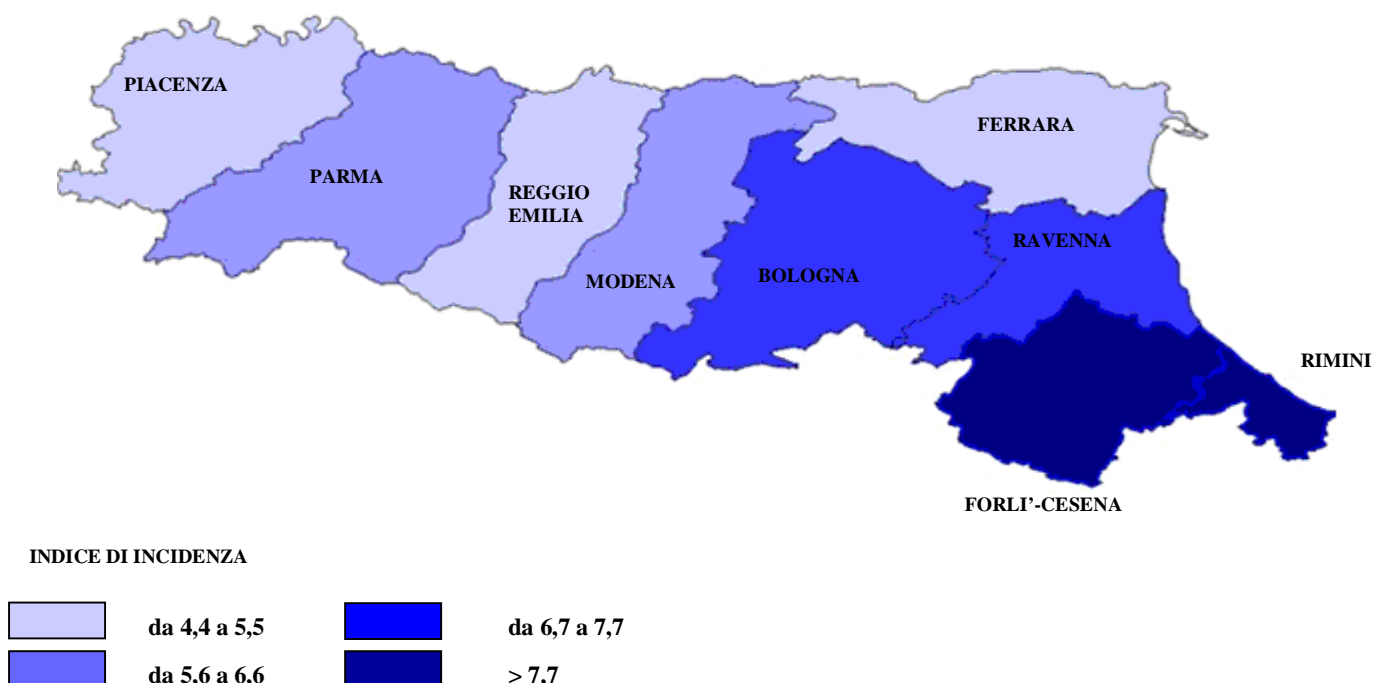 PIACENZA
FERRARA
PARMA
REGGIO
EMILIA
RAVENNA
MODENA
BOLOGNA
RIMINI
FORLI’-CESENA
INDICE DI INCIDENZA
da 4,4 a 5,5
da 6,7 a 7,7
da 5,6 a 6,6
> 7,7